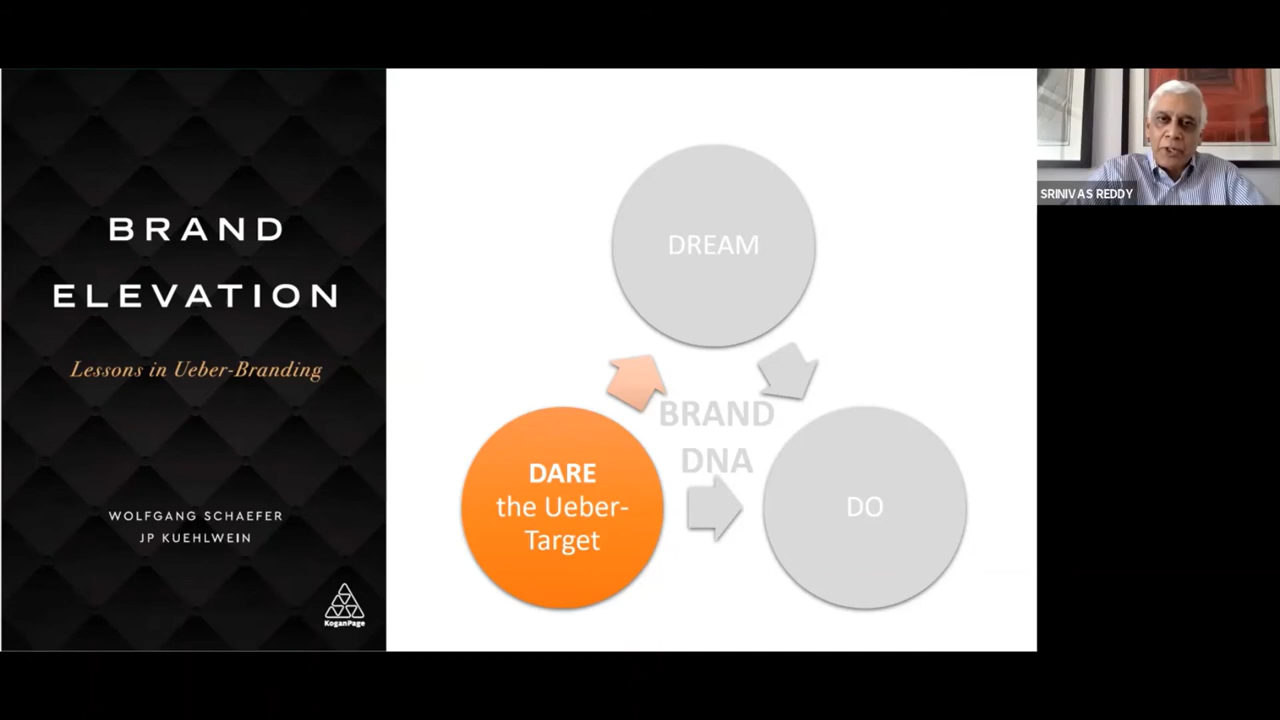 BRAND
ELEVATION
Lessons in Ueber-Branding
WOLFGANG SCHAEFER
JP KUEHLWEIN
KoganPage
DREAM
BRAND
DNA
DARE
the Ueber-
Target
DO
SRINIVAS REDDY